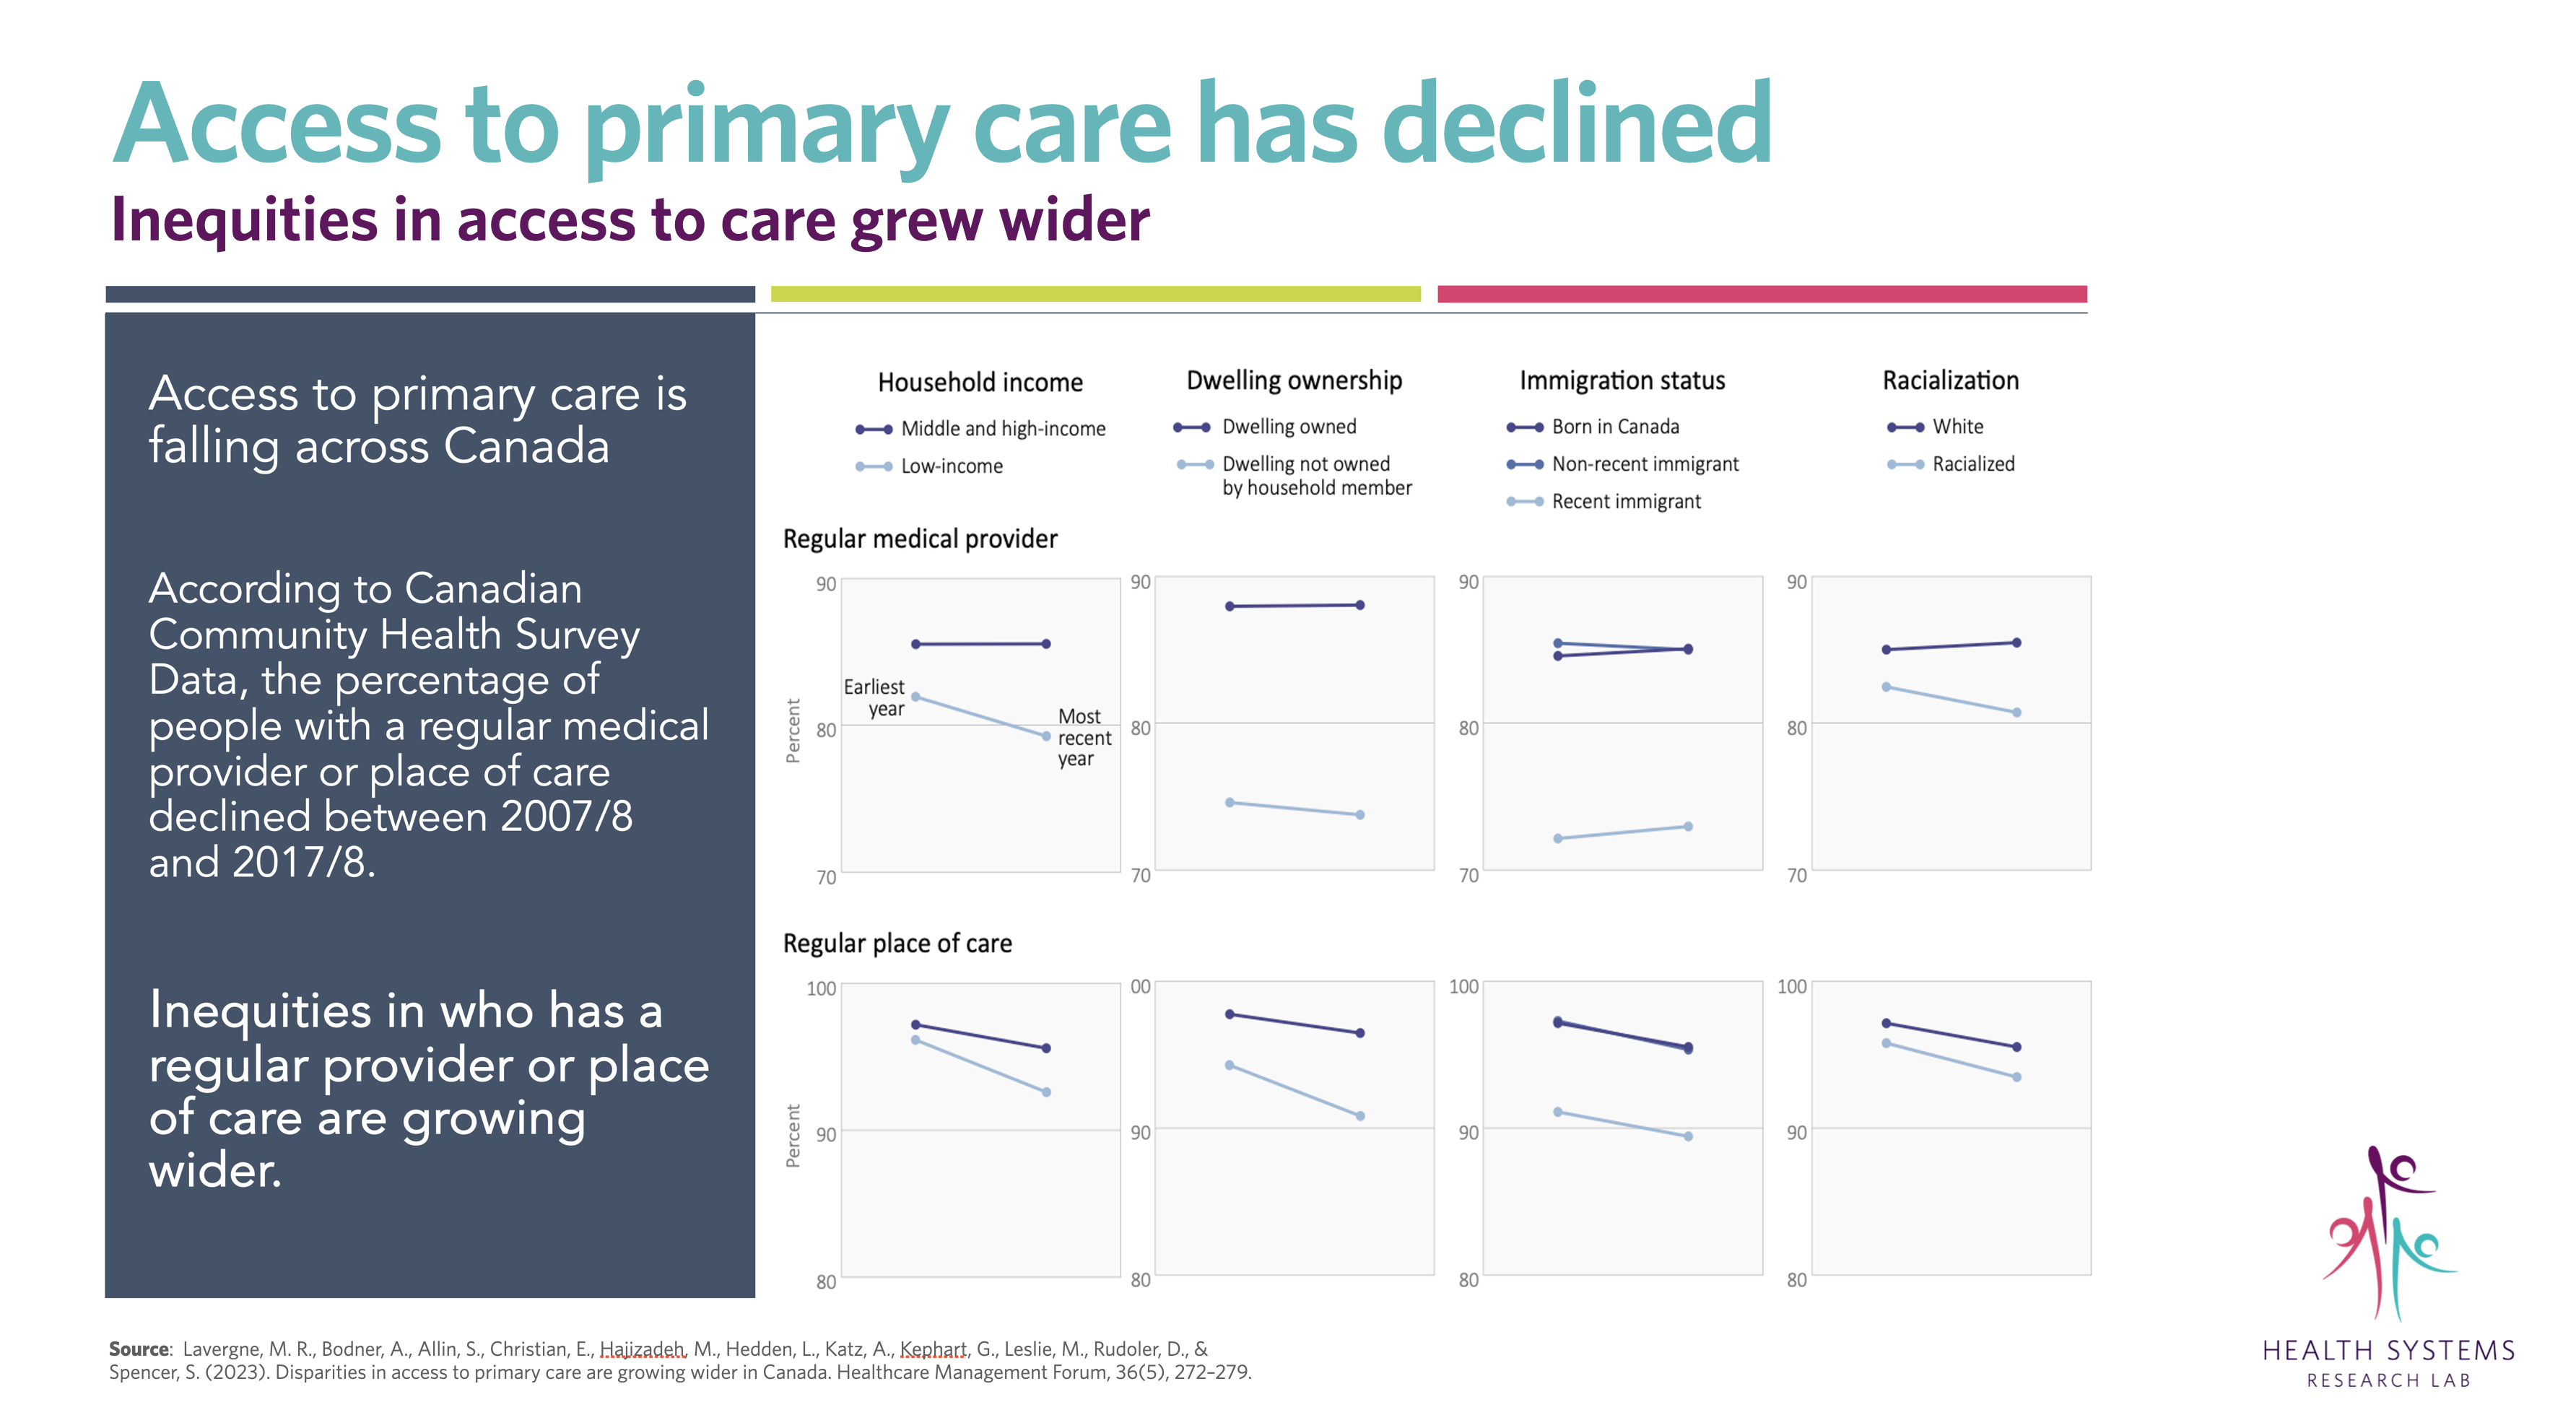 Access to primary care has declined
Inequities in access to care grew wider
Access to primary care is
falling across Canada
According to Canadian
Community Health Survey
Data, the percentage of
people with a regular medical
provider or place of care
declined between 2007/8
and 2017/8.
Inequities in who has a
regular provider or place
of care are growing
wider.
Household income
Middle and high-income
Low-income
Dwelling ownership
Dwelling owned
Dwelling not owned
by household member
Immigration status
Born in Canada
Non-recent immigrant
Recent immigrant
Racialization
White
Racialized
Regular medical provider
Percent
90
80
70
Earliest
year
Most
recent
year
90
80
70
90
80
70
90
80
70
Regular place of care
Percent
100
90
80
00
90
80
100
90
80
100
90
80
Source: Lavergne, M. R., Bodner, A., Allin, S., Christian, E., Hajizadeh, M., Hedden, L., Katz, A., Kephart, G., Leslie, M., Rudoler, D., &
Spencer, S. (2023). Disparities in access to primary care are growing wider in Canada. Healthcare Management Forum, 36(5), 272–279.
HEALTH SYSTEMS
RESEARCH LAB